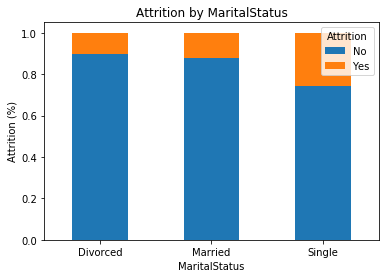 Attrition by MaritalStatus
Attrition
No
Yes
Attrition (%)
1.0
0.8
0.6
0.4
0.2
0.0
Divorced
Married
Single
MaritalStatus